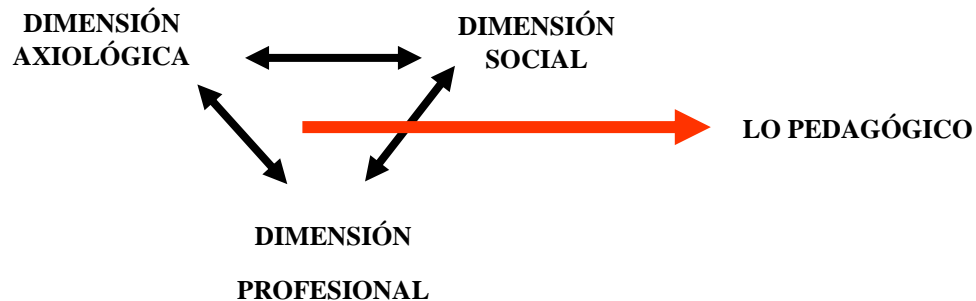 DIMENSIÓN
AXIOLÓGICA
DIMENSIÓN
SOCIAL
LO PEDAGÓGICO
DIMENSIÓN
PROFESIONAL